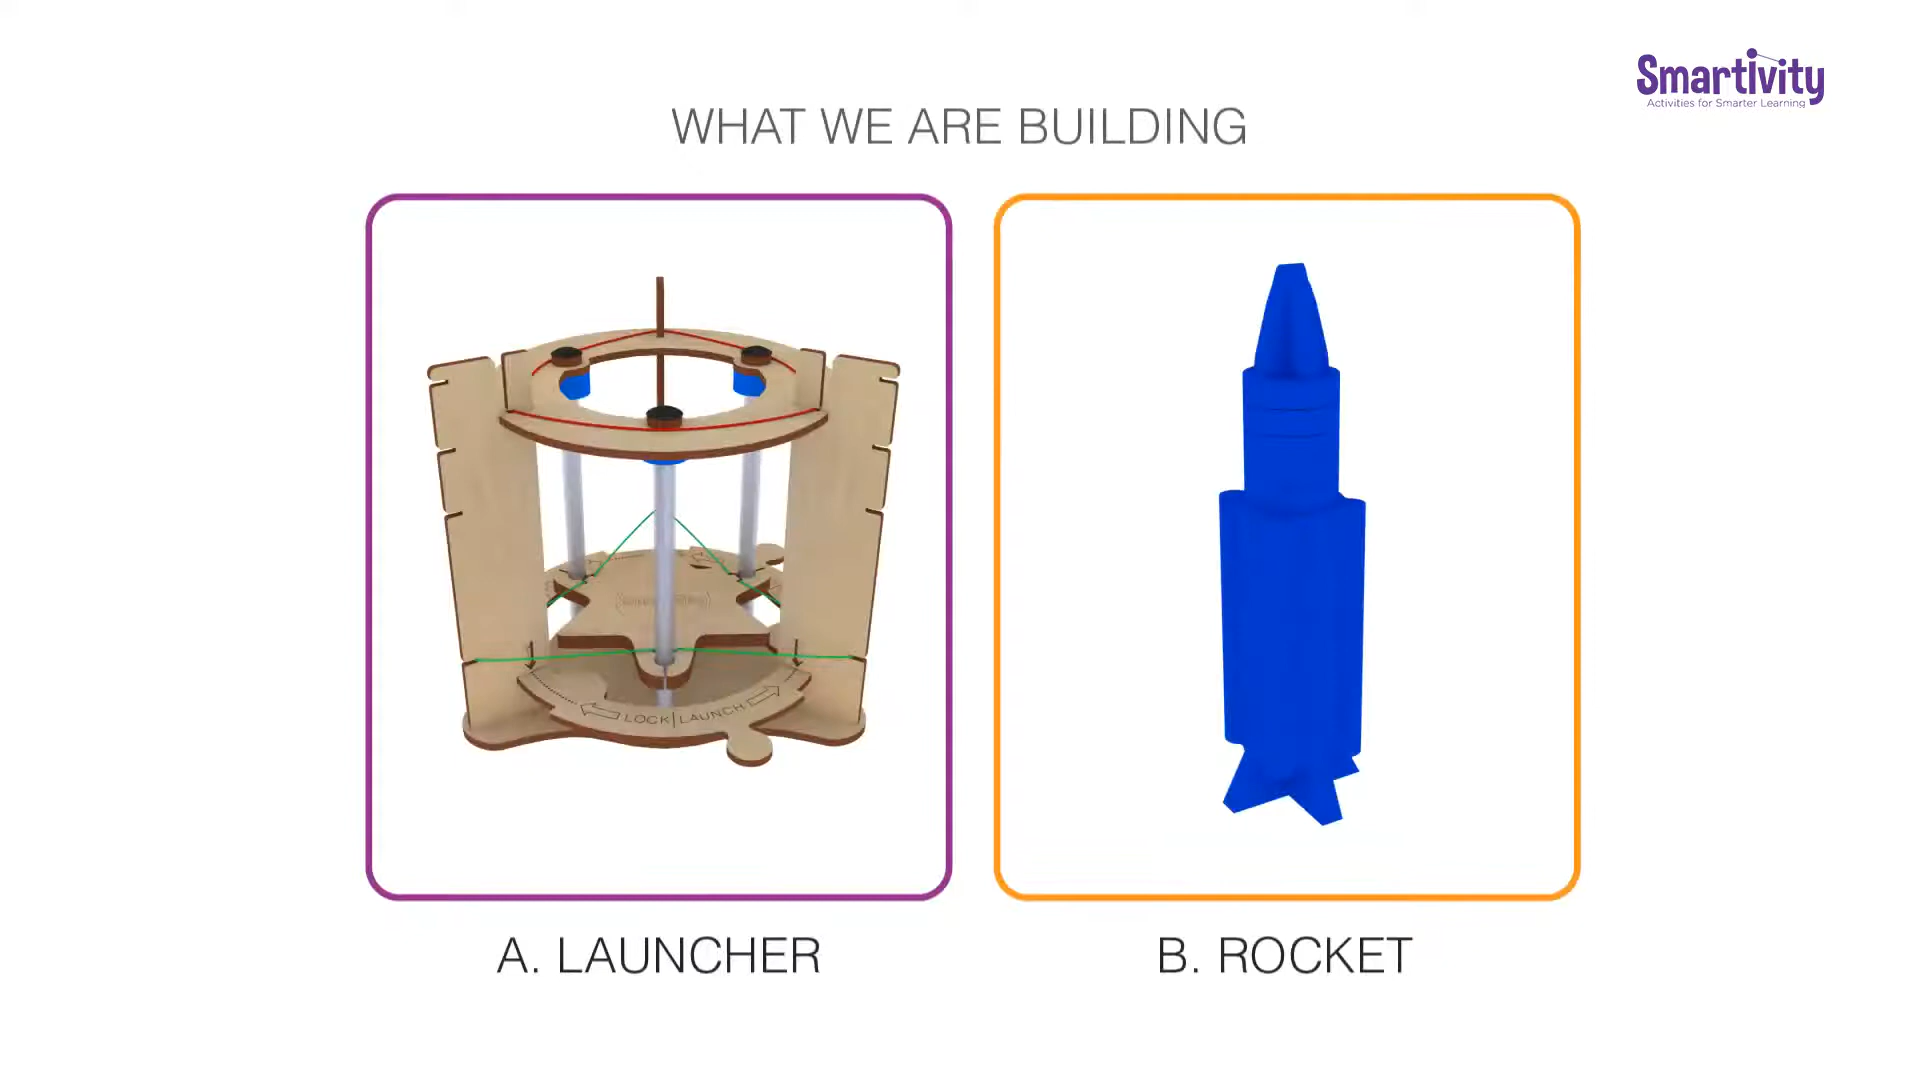 Smartivity
Activities for Smarter Learning
WHAT WE ARE BUILDING
LOCK|LAUNCH
A. LAUNCHER
B. ROCKET